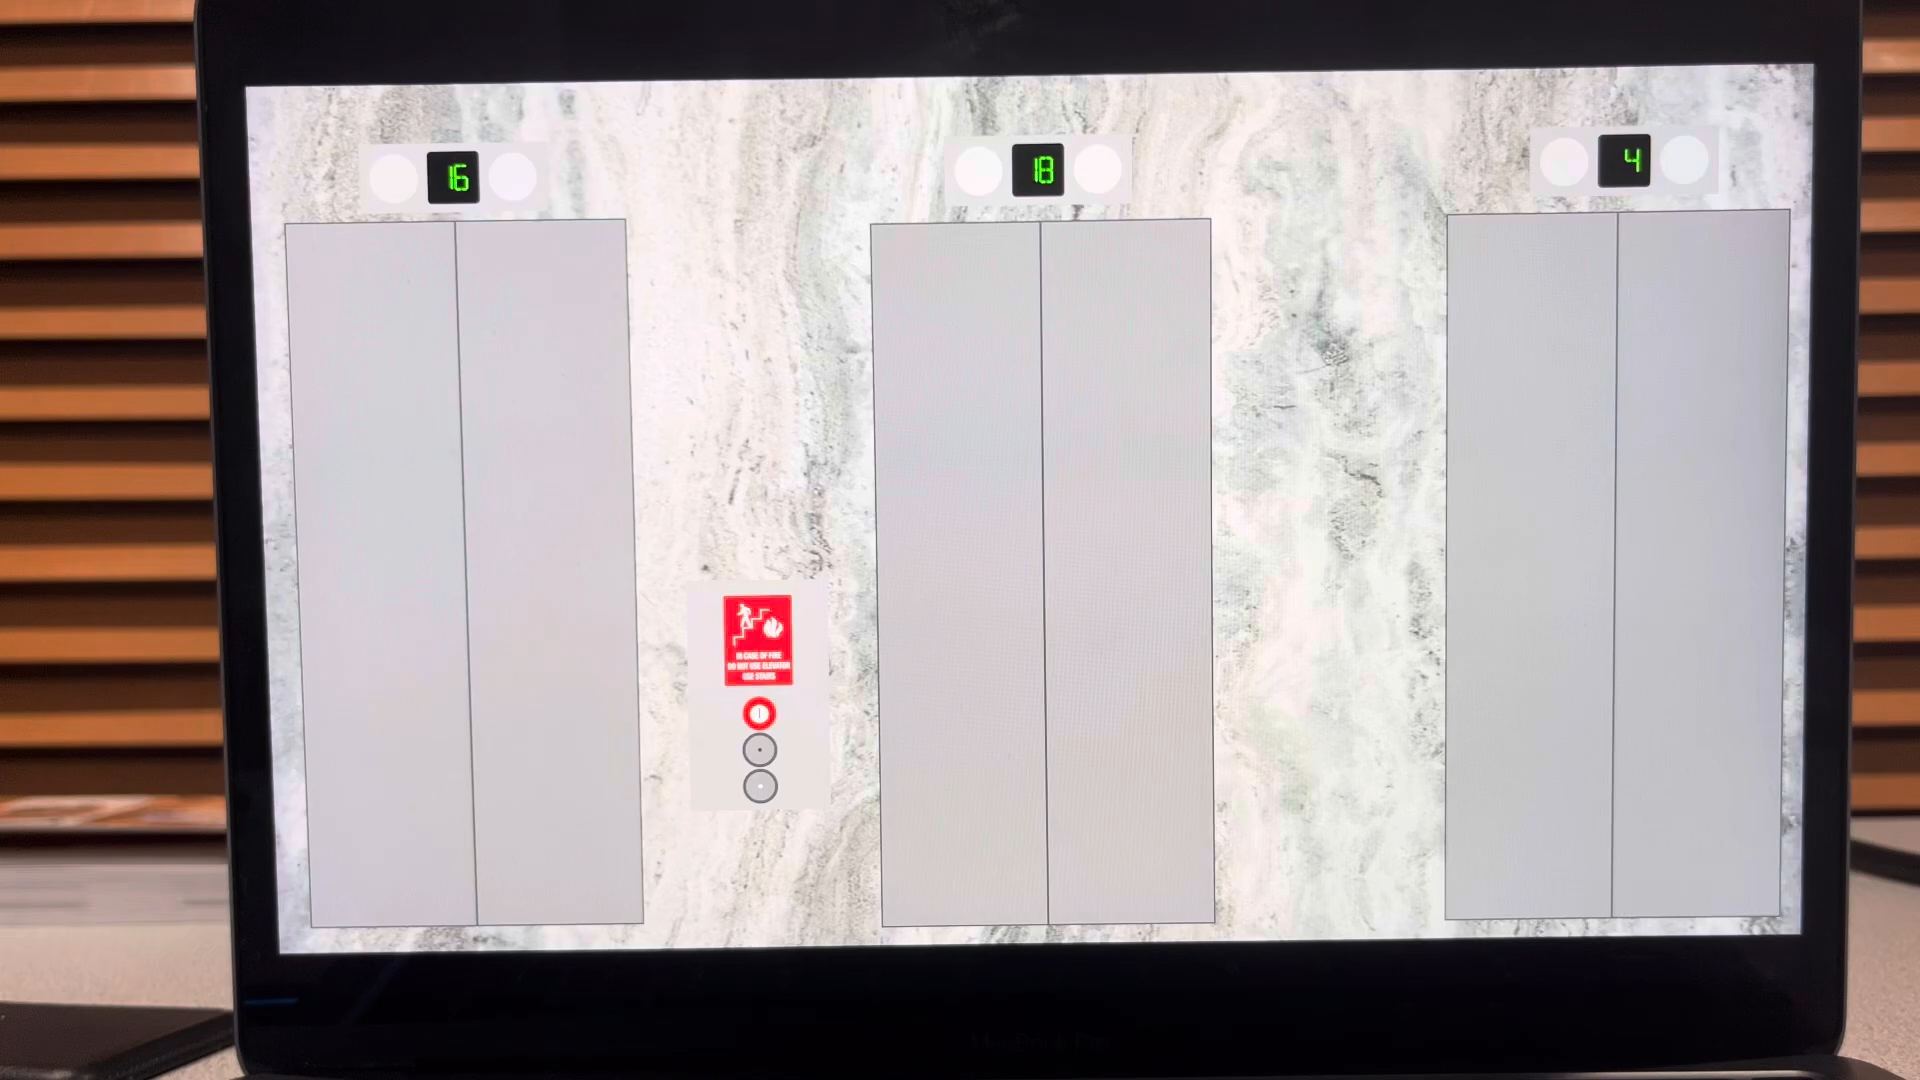 16
18
4
IN CASE OF FIRE
DO NOT USE ELEVATOR
USE STAIRS